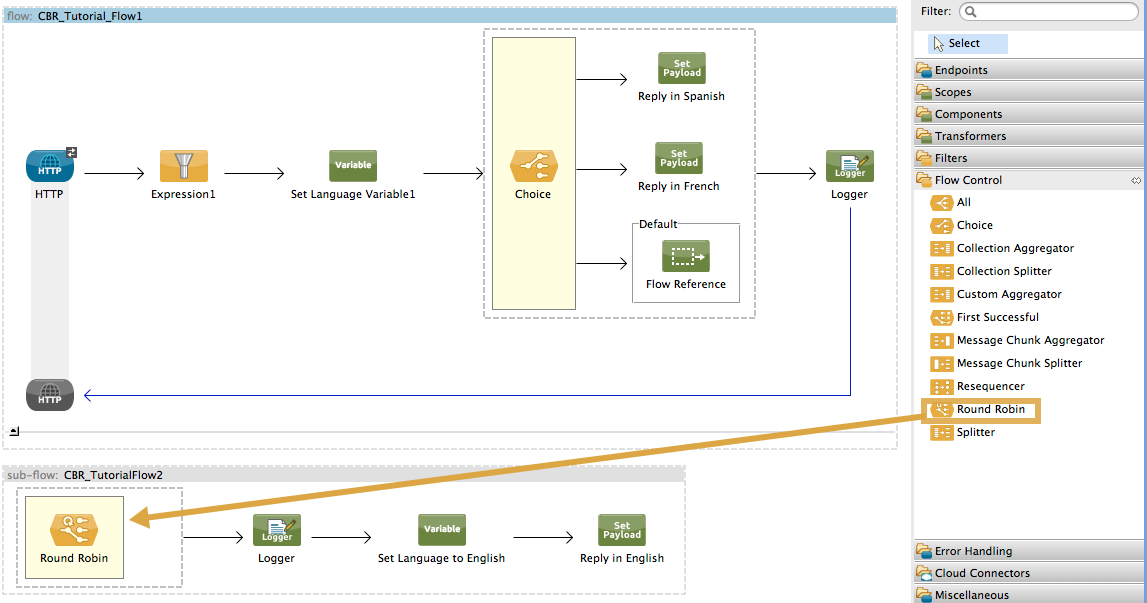 flow: CBR_Tutorial_Flow1
HTTP
HTTP
Expression1
Variable
Set Language Variable1
Choice
Set
Payload
Reply in Spanish
Set
Payload
Reply in French
Default
Flow Reference
Logger
Logger
HTTP
sub-flow: CBR_TutorialFlow2
Round Robin
Logger
Logger
Variable
Set Language to English
Set
Payload
Reply in English
Filter:
Select
Endpoints
Scopes
Components
Transformers
Filters
Flow Control
All
Choice
Collection Aggregator
Collection Splitter
Custom Aggregator
First Successful
Message Chunk Aggregator
Message Chunk Splitter
Resequencer
Round Robin
Splitter
Error Handling
Cloud Connectors
Miscellaneous